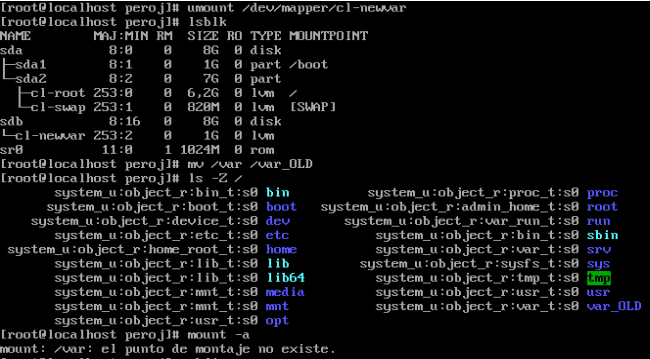 [root@localhost peroj]# umount /dev/mapper/cl-newvar
[root@localhost peroj]# lsblk
NAME MAJ:MIN RM SIZE RO TYPE MOUNTPOINT
sda 8:0 0 8G 0 disk
├─sda1 8:1 0 1G 0 part /boot
└─sda2 8:2 0 7G 0 part
  ├─cl-root 253:0 0 6,2G 0 lvm /
  └─cl-swap 253:1 0 820M 0 lvm [SWAP]
sdb 8:16 0 8G 0 disk
└─cl-newvar 253:2 0 1G 0 lvm
sr0 11:0 1 1024M 0 rom
[root@localhost peroj]# mv /var /var_OLD
[root@localhost peroj]# ls -Z /
system_u:object_r:bin_t:s0 bin system_u:object_r:proc_t:s0 proc
system_u:object_r:boot_t:s0 boot system_u:object_r:admin_home_t:s0 root
system_u:object_r:device_t:s0 dev system_u:object_r:var_run_t:s0 run
system_u:object_r:etc_t:s0 etc system_u:object_r:bin_t:s0 sbin
system_u:object_r:home_root_t:s0 home system_u:object_r:var_t:s0 srv
system_u:object_r:lib_t:s0 lib system_u:object_r:sysfs_t:s0 sys
system_u:object_r:lib_t:s0 lib64 system_u:object_r:tmp_t:s0 tmp
system_u:object_r:mnt_t:s0 media system_u:object_r:usr_t:s0 usr
system_u:object_r:mnt_t:s0 mnt system_u:object_r:var_t:s0 var_OLD
system_u:object_r:usr_t:s0 opt
[root@localhost peroj]# mount -a
mount: /var: el punto de montaje no existe.